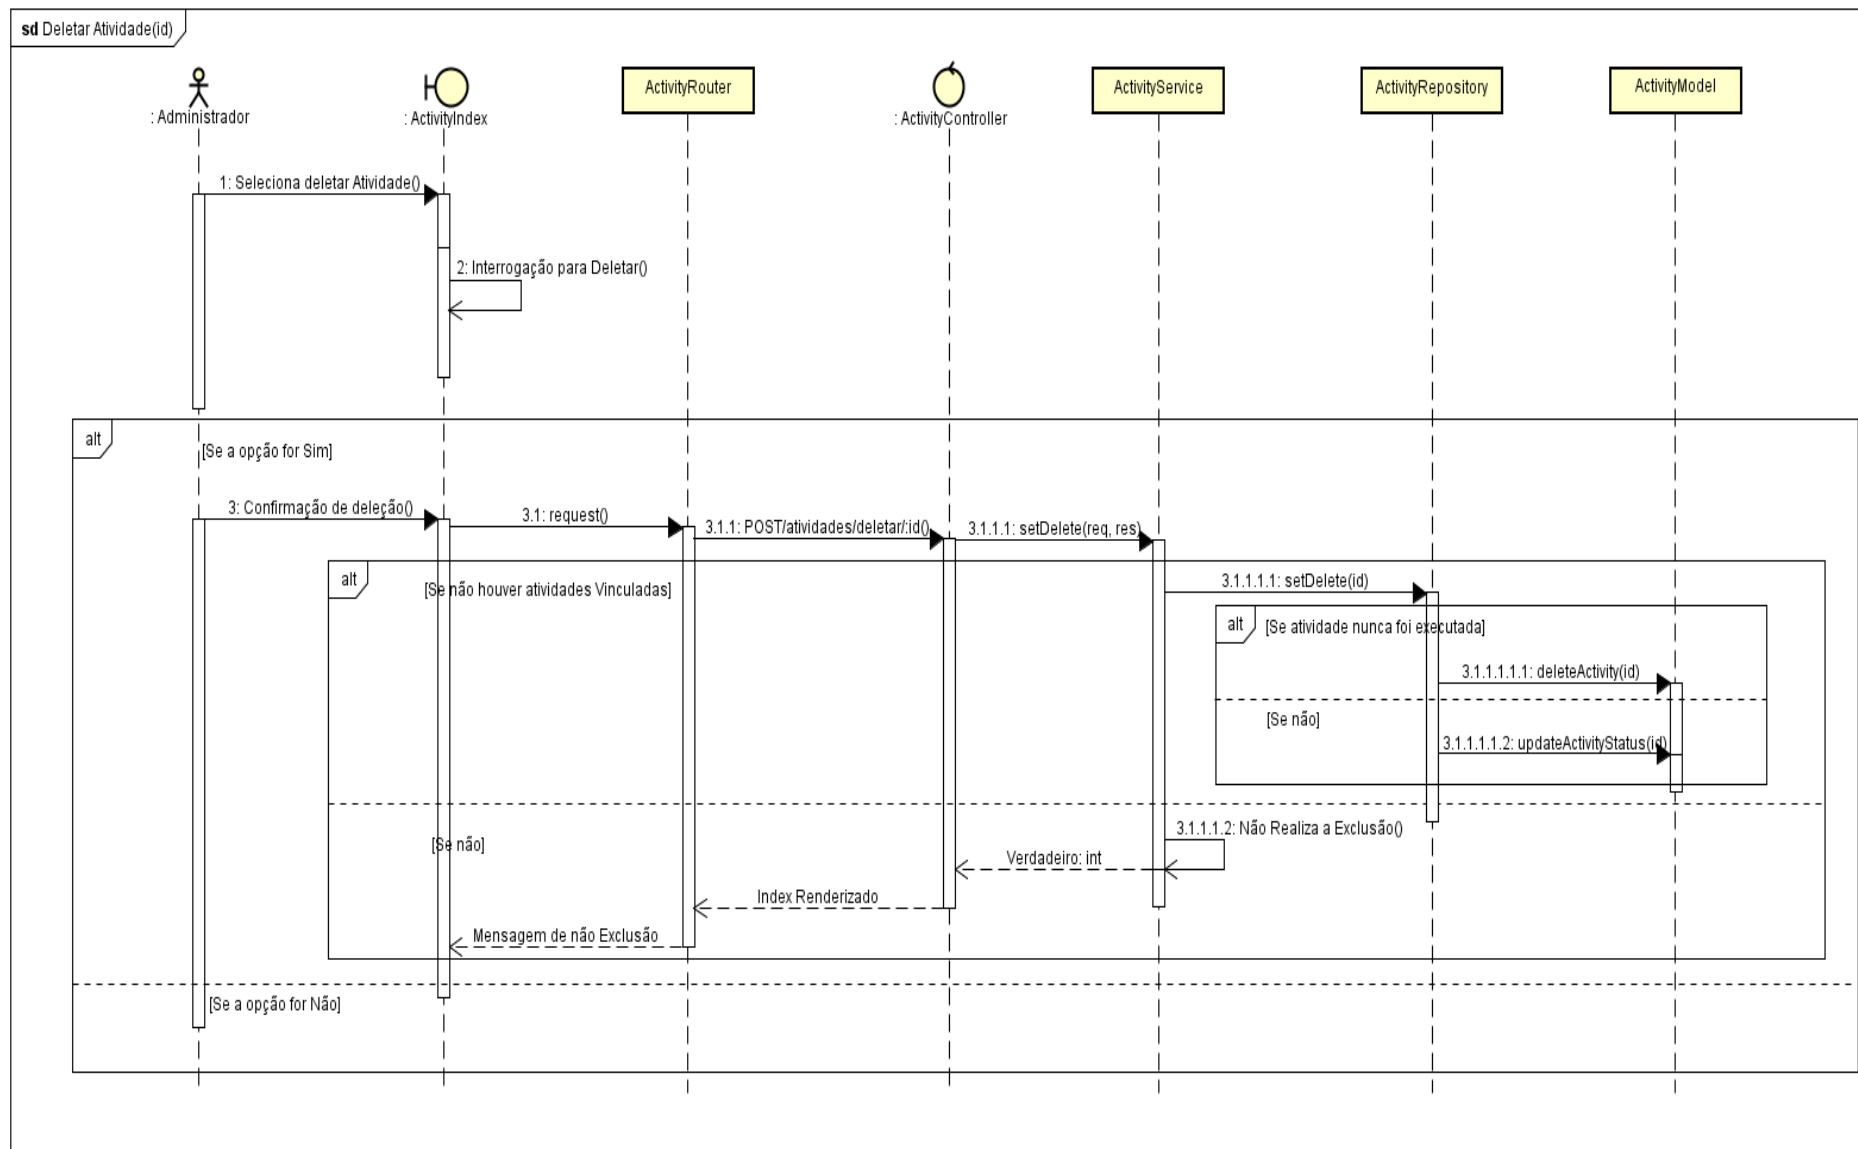 sd Deletar Atividade(id)
: Administrador
: ActivityIndex
ActivityRouter
: ActivityController
ActivityService
ActivityRepository
ActivityModel
1: Seleciona deletar Atividade()
2: Interrogação para Deletar()
alt
[Se a opção for Sim]
3: Confirmação de deleção()
3.1: request()
3.1.1: POST/atividades/deletar/:id()
3.1.1.1: setDelete(req, res)
alt
[Se não houver atividades Vinculadas]
3.1.1.1.1: setDelete(id)
alt
[Se atividade nunca foi executada]
3.1.1.1.1.1: deleteActivity(id)
[Se não]
3.1.1.1.1.2: updateActivityStatus(id)
[Se não]
3.1.1.1.2: Não Realiza a Exclusão()
Verdadeiro: int
Index Renderizado
Mensagem de não Exclusão
[Se a opção for Não]